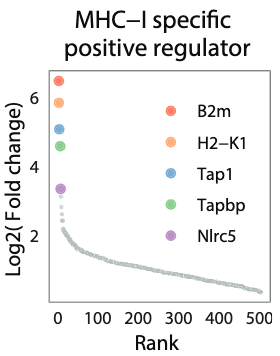 MHC−I specific
positive regulator
Log2( F old change)
6
4
2
B2m
H2−K1
Tap1
Tapbp
Nlrc5
0 100 200 300 400 500
Rank